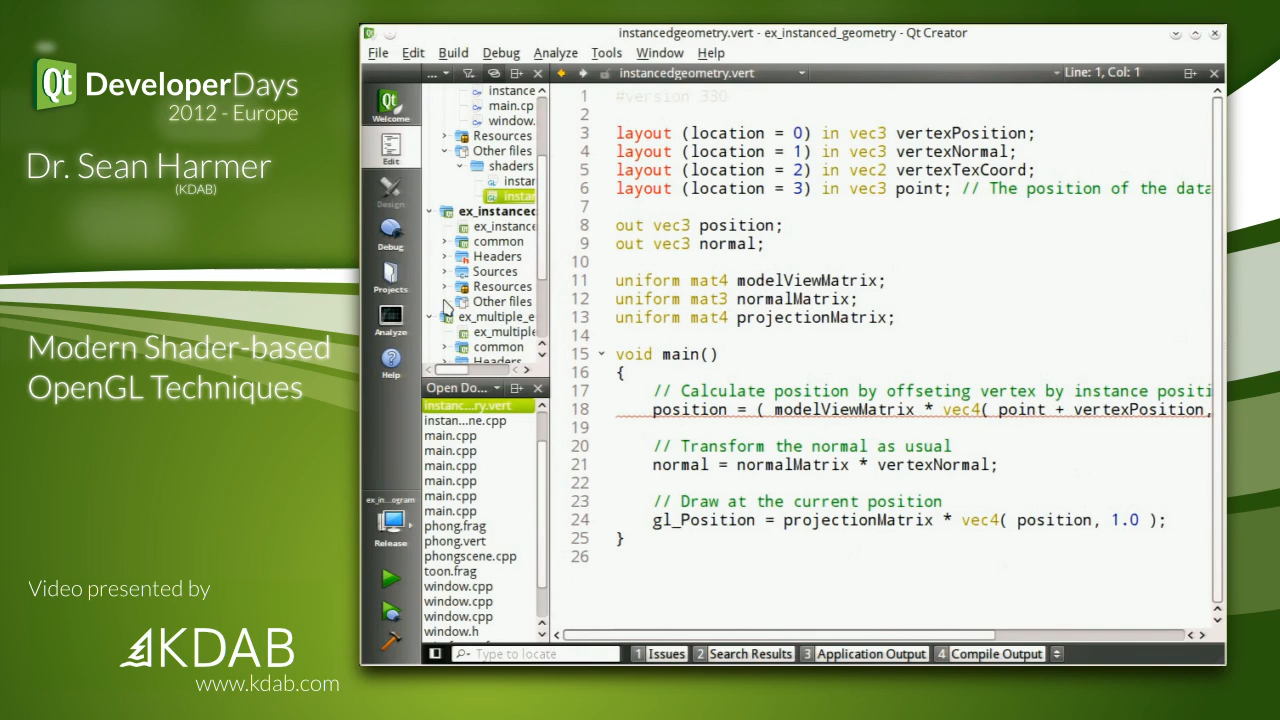 Qt DeveloperDays
2012 - Europe
Dr. Sean Harmer
(KDAB)
Modern Shader-based
OpenGL Techniques
Video presented by
KDAB
www.kdab.com
instancedgeometry.vert - ex_instanced_geometry - Qt Creator
File Edit Build Debug Analyze Tools Window Help
... instancedgeometry.vert Line: 1, Col: 1
Qt
Welcome
Edit
Design
Debug
Projects
Analyze
Help
ex_in...ogram
Release
instance
main.cp
window.
Resources
Other files
shaders
instar
instar
ex_instanced
ex_instance
common
Headers
Sources
Resources
Other files
ex_multiple_e
ex_multiple
common
Headers
Open Do...
instanc...ry.vert
instan...ne.cpp
main.cpp
main.cpp
main.cpp
main.cpp
main.cpp
phong.frag
phong.vert
phongscene.cpp
toon.frag
window.cpp
window.cpp
window.cpp
window.h
1 #version 330
2
3 layout (location = 0) in vec3 vertexPosition;
4 layout (location = 1) in vec3 vertexNormal;
5 layout (location = 2) in vec2 vertexTexCoord;
6 layout (location = 3) in vec3 point; // The position of the data
7
8 out vec3 position;
9 out vec3 normal;
10
11 uniform mat4 modelViewMatrix;
12 uniform mat3 normalMatrix;
13 uniform mat4 projectionMatrix;
14
15 void main()
16 {
17 // Calculate position by offseting vertex by instance positi
18 position = ( modelViewMatrix * vec4( point + vertexPosition,
19
20 // Transform the normal as usual
21 normal = normalMatrix * vertexNormal;
22
23 // Draw at the current position
24 gl_Position = projectionMatrix * vec4( position, 1.0 );
25 }
26
Type to locate 1 Issues 2 Search Results 3 Application Output 4 Compile Output